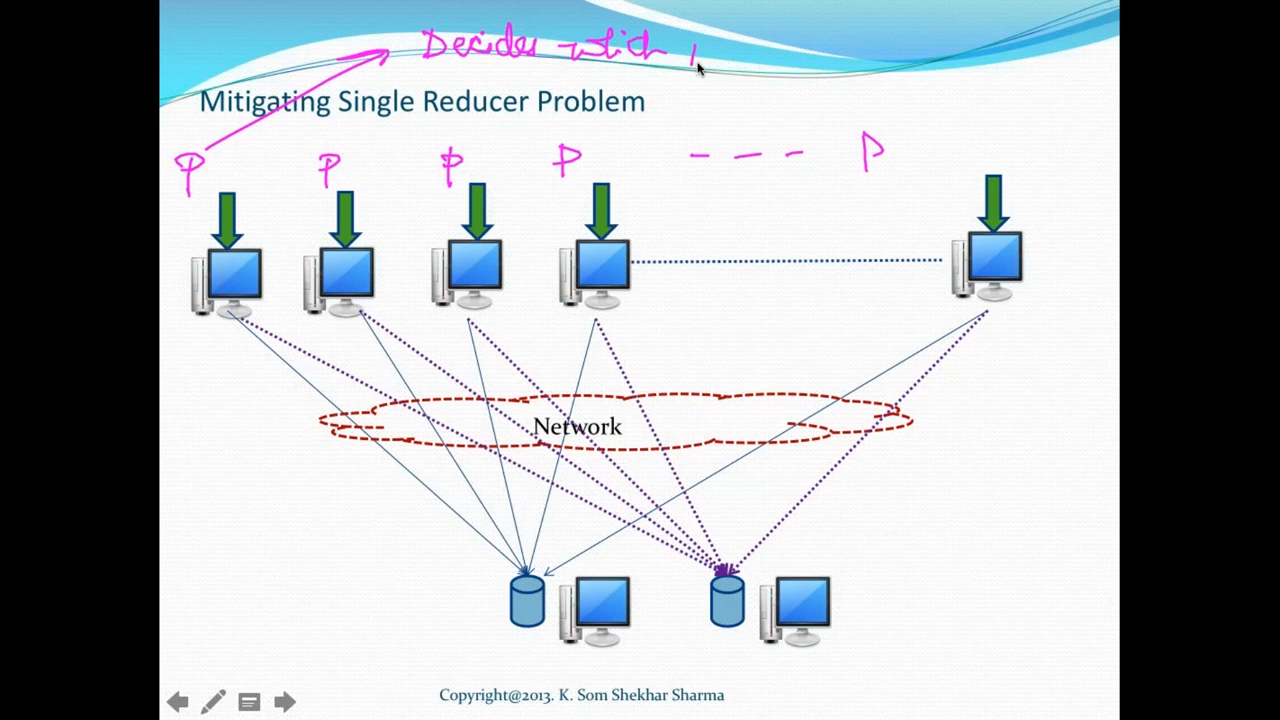 Decides which
Mitigating Single Reducer Problem
P P P P - - - P
Network
Copyright@2013. K. Som Shekhar Sharma